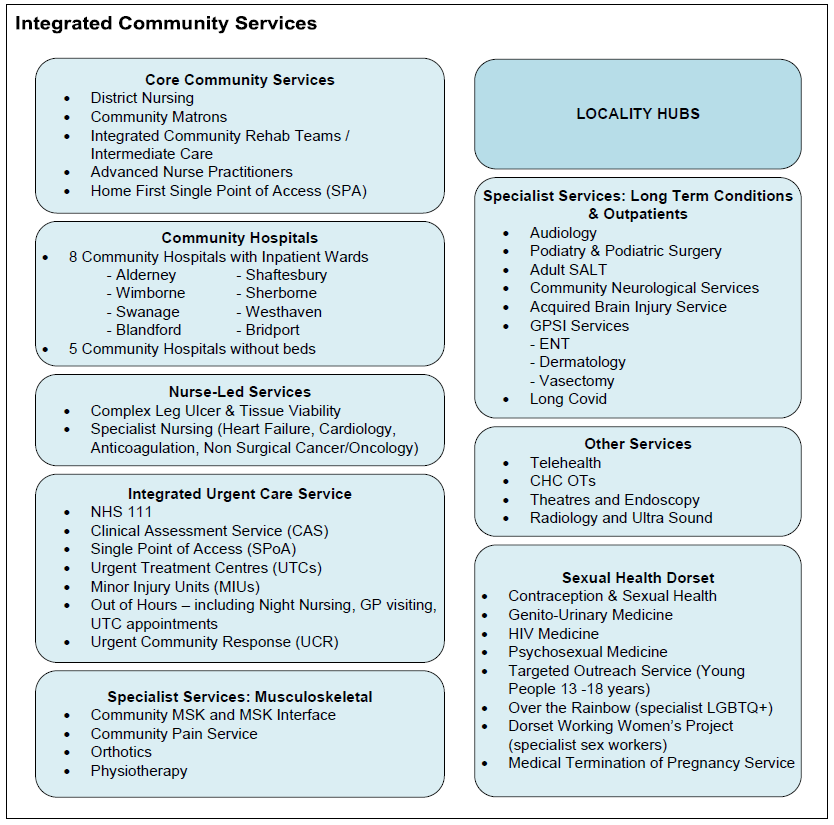 Integrated Community Services
Core Community Services
• District Nursing
• Community Matrons
• Integrated Community Rehab Teams /
Intermediate Care
• Advanced Nurse Practitioners
• Home First Single Point of Access (SPA)
Community Hospitals
• 8 Community Hospitals with Inpatient Wards
- Alderney - Shaftesbury
- Wimborne - Sherborne
- Swanage - Westhaven
- Blandford - Bridport
• 5 Community Hospitals without beds
Nurse-Led Services
• Complex Leg Ulcer & Tissue Viability
• Specialist Nursing (Heart Failure, Cardiology,
Anticoagulation, Non Surgical Cancer/Oncology)
Integrated Urgent Care Service
• NHS 111
• Clinical Assessment Service (CAS)
• Single Point of Access (SPoA)
• Urgent Treatment Centres (UTCs)
• Minor Injury Units (MIUs)
• Out of Hours – including Night Nursing, GP visiting,
UTC appointments
• Urgent Community Response (UCR)
Specialist Services: Musculoskeletal
• Community MSK and MSK Interface
• Community Pain Service
• Orthotics
• Physiotherapy
LOCALITY HUBS
Specialist Services: Long Term Conditions
& Outpatients
• Audiology
• Podiatry & Podiatric Surgery
• Adult SALT
• Community Neurological Services
• Acquired Brain Injury Service
• GPSI Services
- ENT
- Dermatology
- Vasectomy
• Long Covid
Other Services
• Telehealth
• CHC OTs
• Theatres and Endoscopy
• Radiology and Ultra Sound
Sexual Health Dorset
• Contraception & Sexual Health
• Genito-Urinary Medicine
• HIV Medicine
• Psychosexual Medicine
• Targeted Outreach Service (Young
People 13 -18 years)
• Over the Rainbow (specialist LGBTQ+)
• Dorset Working Women's Project
(specialist sex workers)
• Medical Termination of Pregnancy Service